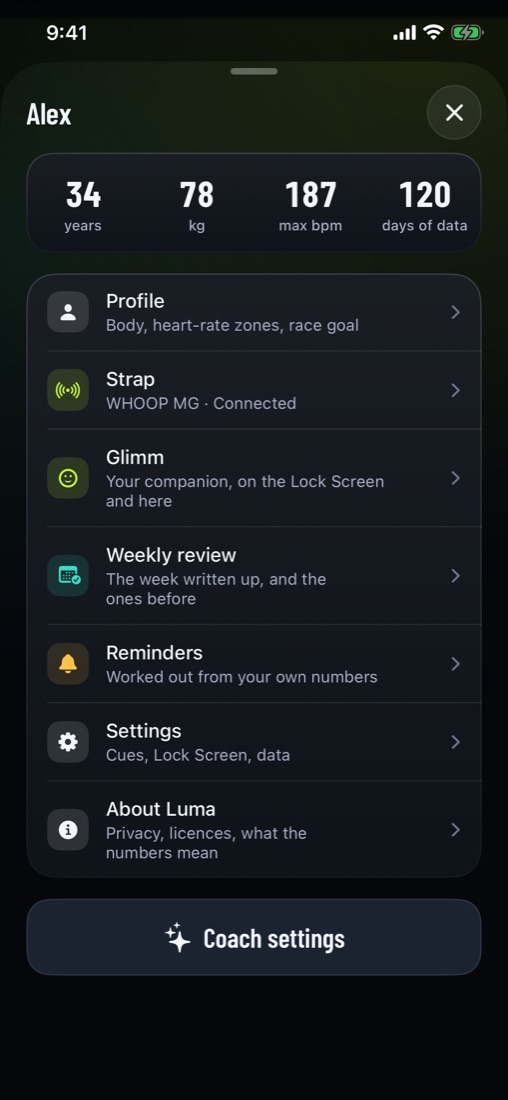 9:41
Alex
34 78 187 120
years kg max bpm days of data
Profile
Body, heart-rate zones, race goal
Strap
WHOOP MG · Connected
Glimm
Your companion, on the Lock Screen
and here
Weekly review
The week written up, and the
ones before
Reminders
Worked out from your own numbers
Settings
Cues, Lock Screen, data
About Luma
Privacy, licences, what the
numbers mean
Coach settings